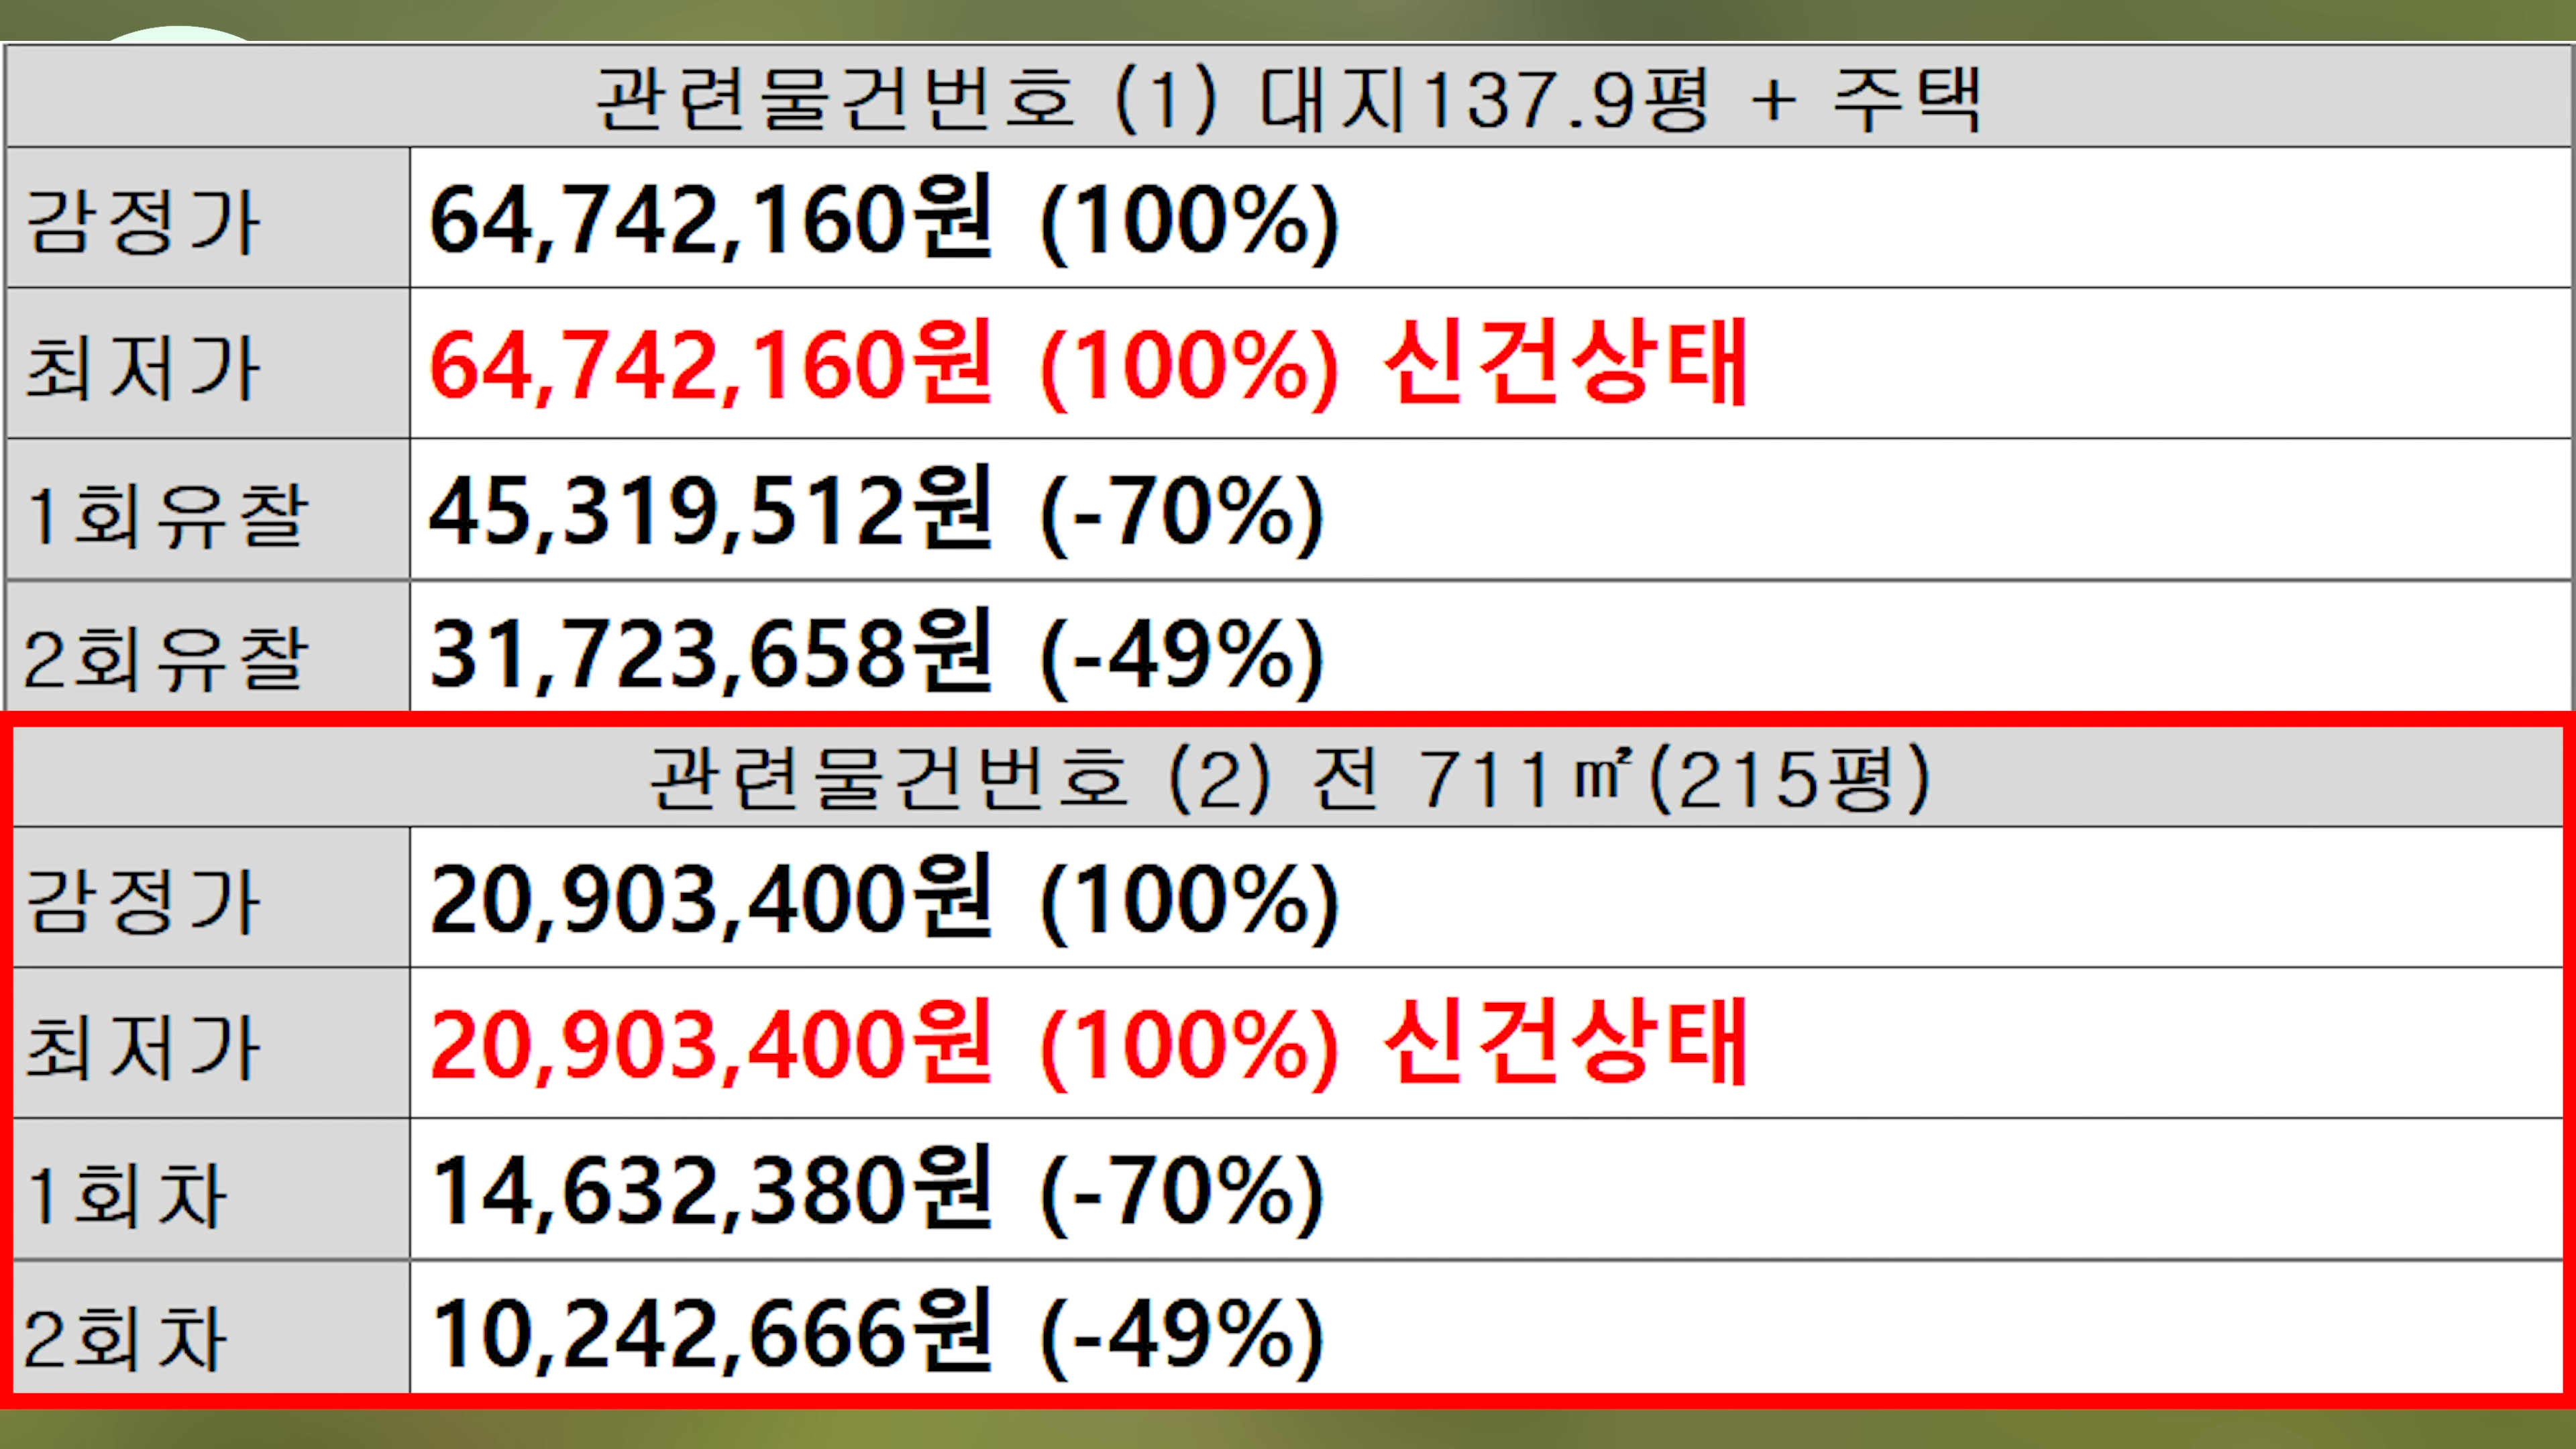 관련물건번호 (1) 대지137.9평 + 주택
감정가 64,742,160원 (100%)
최저가 64,742,160원 (100%) 신건상태
1회유찰 45,319,512원 (-70%)
2회유찰 31,723,658원 (-49%)
관련물건번호 (2) 전 711㎡(215평)
감정가 20,903,400원 (100%)
최저가 20,903,400원 (100%) 신건상태
1회차 14,632,380원 (-70%)
2회차 10,242,666원 (-49%)